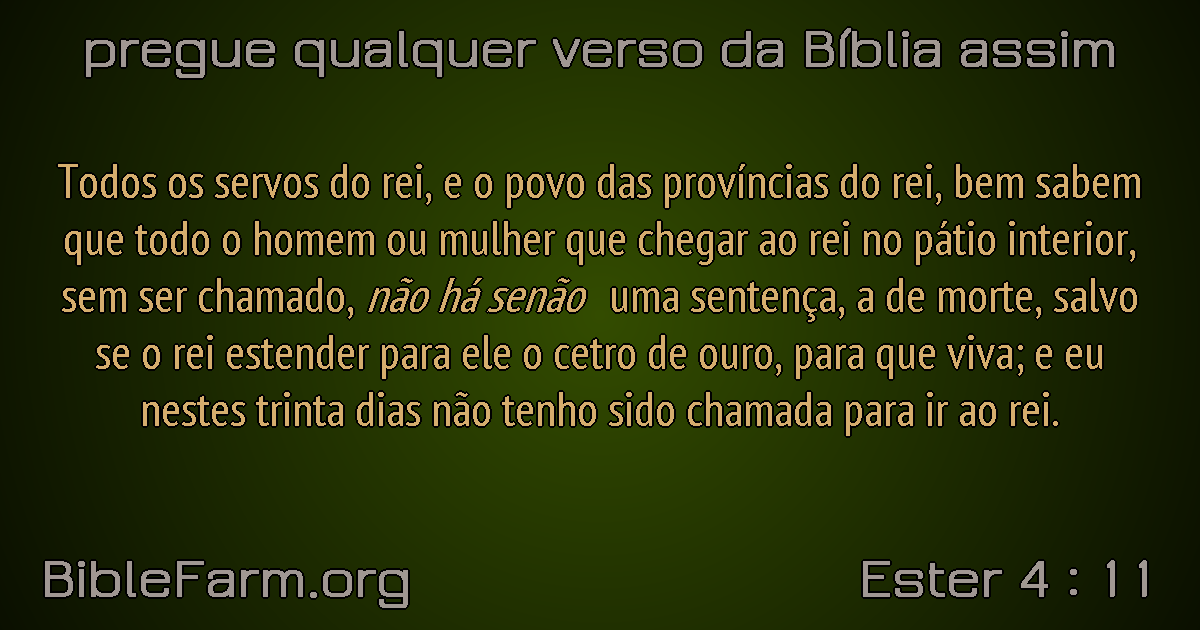 pregue qualquer verso da Bíblia assim
Todos os servos do rei, e o povo das províncias do rei, bem sabem
que todo o homem ou mulher que chegar ao rei no pátio interior,
sem ser chamado, não há senão uma sentença, a de morte, salvo
se o rei estender para ele o cetro de ouro, para que viva; e eu
nestes trinta dias não tenho sido chamada para ir ao rei.
BibleFarm.org
Ester 4 : 11